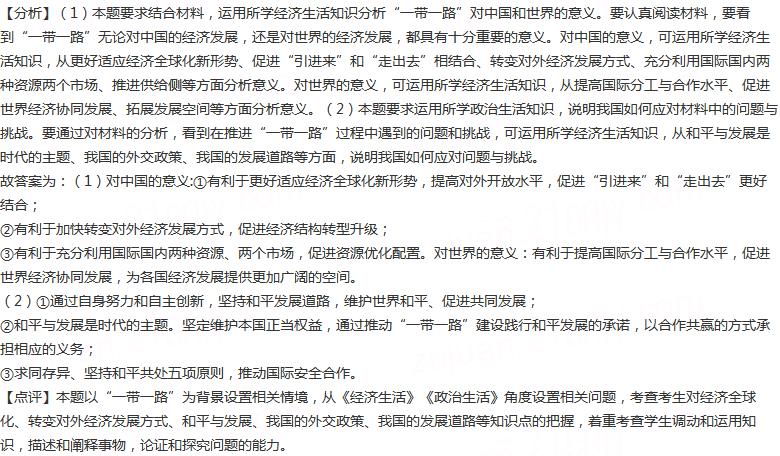 【分析】（1）本题要求结合材料，运用所学经济生活知识分析“一带一路”对中国和世界的意义。要认真阅读材料，要看
到“一带一路”无论对中国的经济发展，还是对世界的经济发展，都具有十分重要的意义。对中国的意义，可运用所学经济生
活知识，从更好适应经济全球化新形势、促进“引进来”和“走出去”相结合、转变对外经济发展方式、充分利用国际国内两
种资源两个市场、推进供给侧等方面分析意义。对世界的意义，可运用所学经济生活知识，从提高国际分工与合作水平、促进
世界经济协同发展、拓展发展空间等方面分析意义。（2）本题要求运用所学政治生活知识，说明我国如何应对材料中的问题与
挑战。要通过对材料的分析，看到在推进“一带一路”过程中遇到的问题和挑战，可运用所学经济生活知识，从和平与发展是
时代的主题、我国的外交政策、我国的发展道路等方面，说明我国如何应对问题与挑战。
故答案为：（1）对中国的意义:①有利于更好适应经济全球化新形势，提高对外开放水平，促进“引进来”和“走出去”更好
结合；
②有利于加快转变对外经济发展方式，促进经济结构转型升级；
③有利于充分利用国际国内两种资源、两个市场，促进资源优化配置。对世界的意义：有利于提高国际分工与合作水平，促进
世界经济协同发展，为各国经济发展提供更加广阔的空间。
（2）①通过自身努力和自主创新，坚持和平发展道路，维护世界和平、促进共同发展；
②和平与发展是时代的主题。坚定维护本国正当权益，通过推动“一带一路”建设践行和平发展的承诺，以合作共赢的方式承
担相应的义务；
③求同存异、坚持和平共处五项原则，推动国际安全合作。
【点评】本题以“一带一路”为背景设置相关情境，从《经济生活》《政治生活》角度设置相关问题，考查考生对经济全球
化、转变对外经济发展方式、和平与发展、我国的外交政策、我国的发展道路等知识点的把握，着重考查学生调动和运用知
识，描述和阐释事物，论证和探究问题的能力。